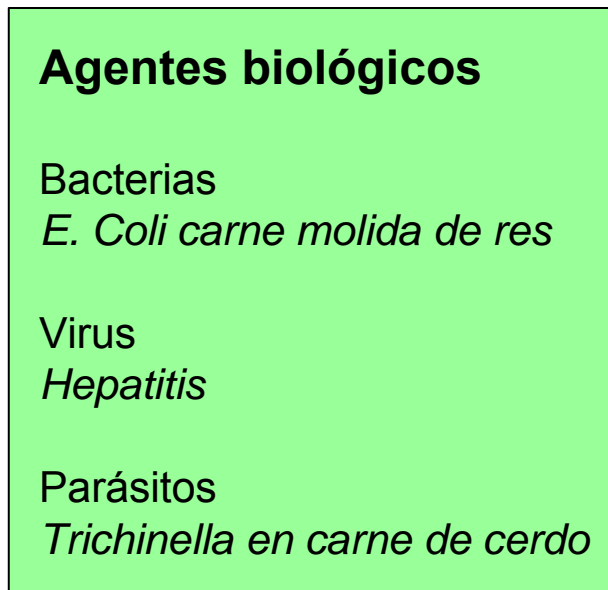 Agentes biológicos
Bacterias
E. Coli carne molida de res
Virus
Hepatitis
Parásitos
Trichinella en carne de cerdo